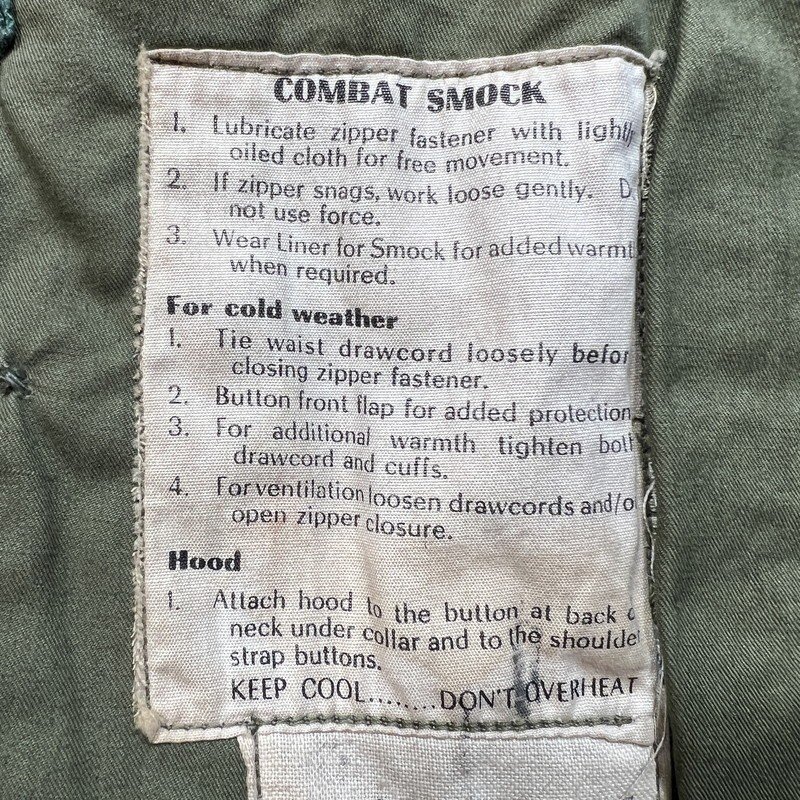 COMBAT SMOCK
1. Lubricate zipper fastener with lightly
oiled cloth for free movement.
2. If zipper snags, work loose gently. D
not use force.
3. Wear Liner for Smock for added warmt
when required.
For cold weather
1. Tie waist drawcord loosely befor
closing zipper fastener.
2. Button front flap for added protection
3. For additional warmth tighten bott
drawcord and cuffs.
4. For ventilation loosen drawcords and/o
open zipper closure.
Hood
1. Attach hood to the button at back o
neck under collar and to the shoulder
strap buttons.
KEEP COOL........DON'T OVERHEAT